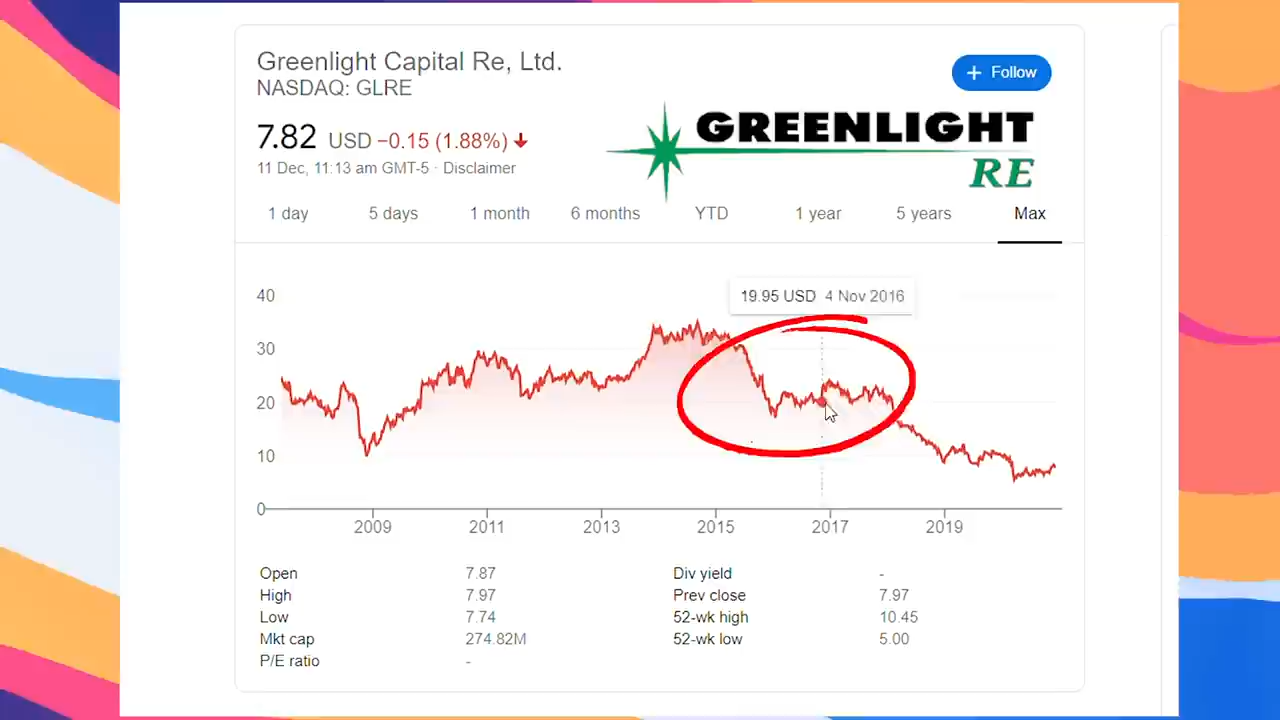 Greenlight Capital Re, Ltd.
NASDAQ: GLRE
+ Follow
7.82 USD −0.15 (1.88%)
11 Dec, 11:13 am GMT-5 · Disclaimer
GREENLIGHT
RE
1 day 5 days 1 month 6 months YTD 1 year 5 years Max
19.95 USD 4 Nov 2016
40
30
20
10
0
2009 2011 2013 2015 2017 2019
Open 7.87 Div yield -
High 7.97 Prev close 7.97
Low 7.74 52-wk high 10.45
Mkt cap 274.82M 52-wk low 5.00
P/E ratio -